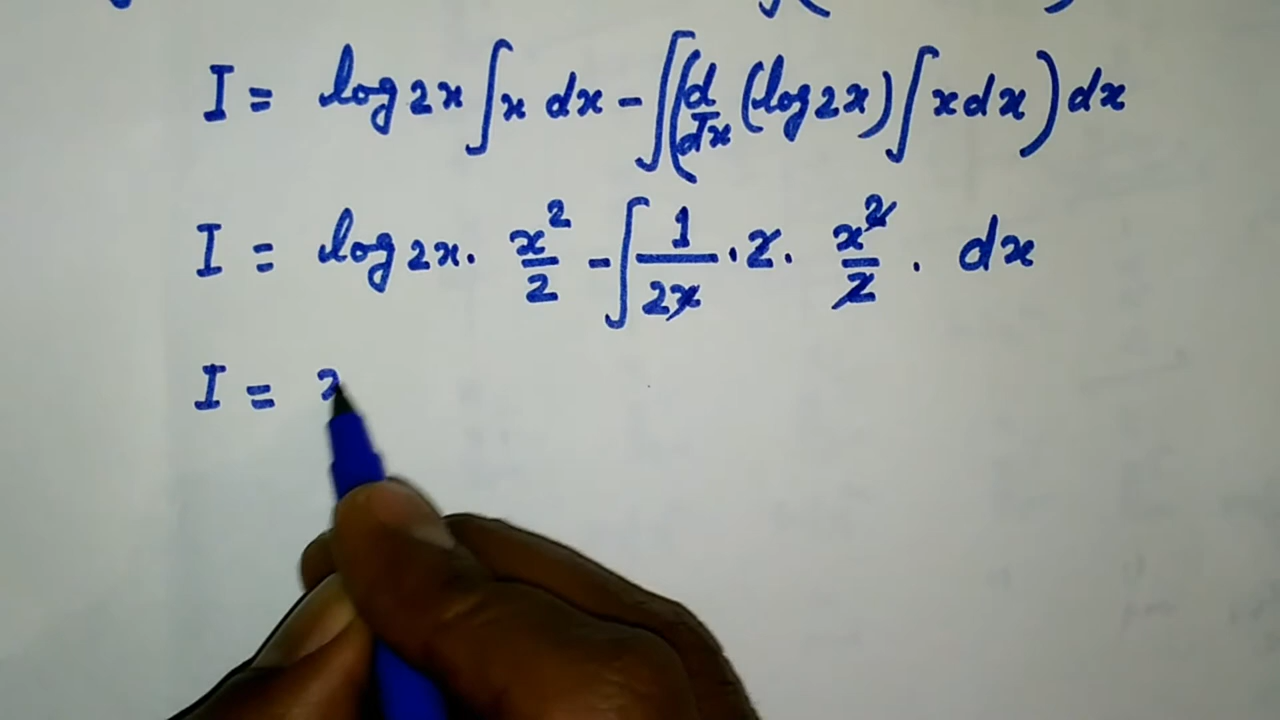 I = log 2x ∫ x dx - ∫(d/dx (log 2x) ∫ x dx) dx
I = log 2x. x²/2 - ∫ 1/2x . 2 . x²/2 . dx
I =